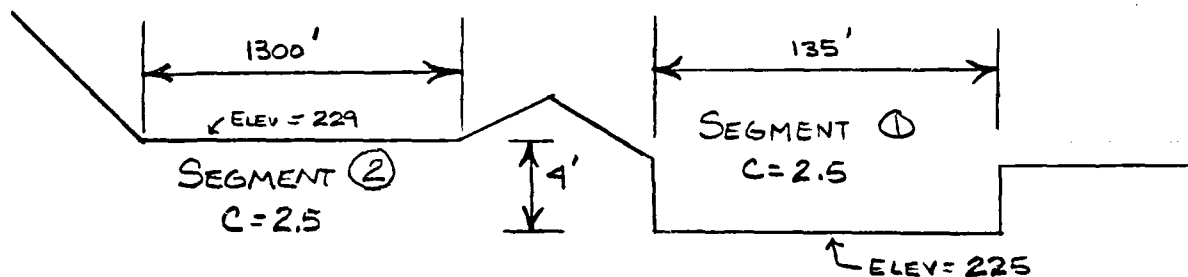 1300'
135'
ELEV = 229
SEGMENT ②
C = 2.5
4'
SEGMENT ①
C = 2.5
ELEV = 225